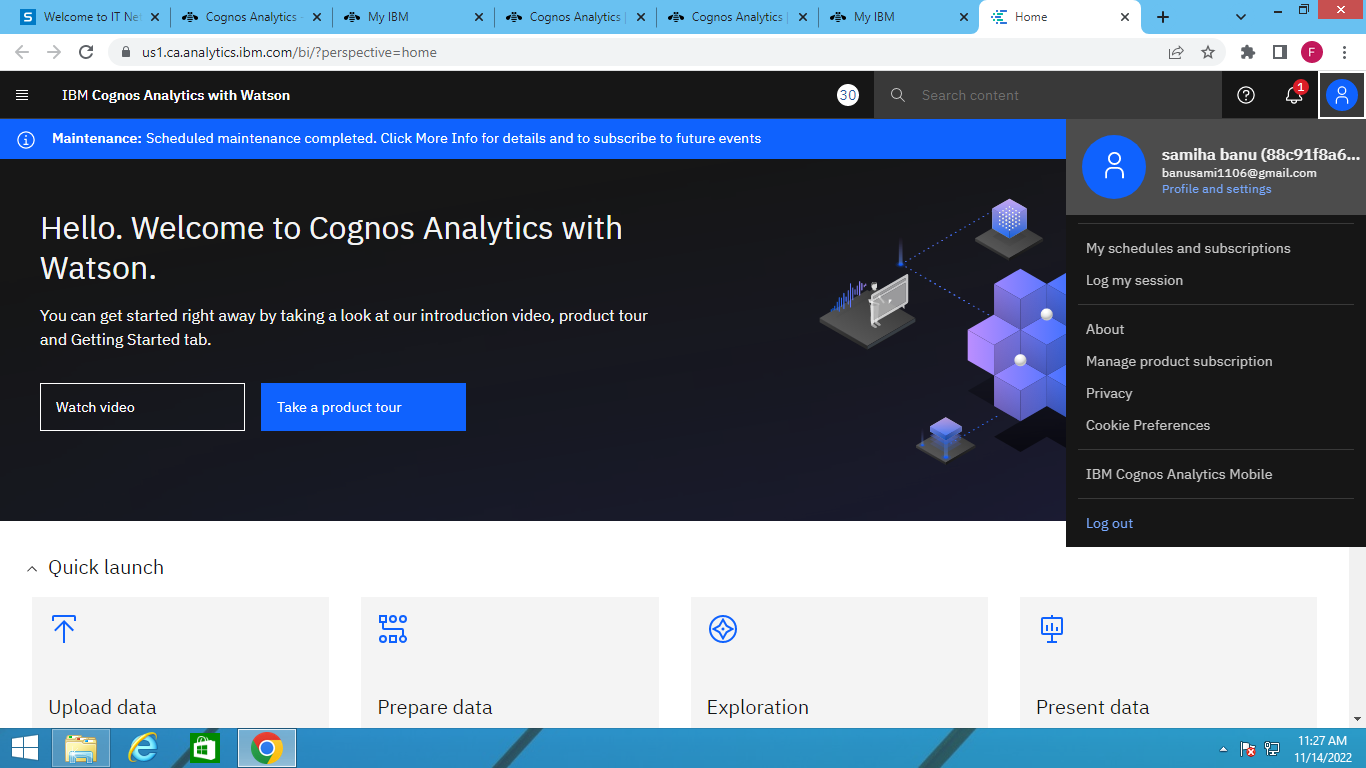 Welcome to IT Net
Cognos Analytics -
My IBM
Cognos Analytics |
Cognos Analytics |
My IBM
Home
us1.ca.analytics.ibm.com/bi/?perspective=home
F
IBM Cognos Analytics with Watson
30
Search content
1
Maintenance: Scheduled maintenance completed. Click More Info for details and to subscribe to future events
samiha banu (88c91f8a6...
banusami1106@gmail.com
Profile and settings
My schedules and subscriptions
Log my session
About
Manage product subscription
Privacy
Cookie Preferences
IBM Cognos Analytics Mobile
Log out
Hello. Welcome to Cognos Analytics with
Watson.
You can get started right away by taking a look at our introduction video, product tour
and Getting Started tab.
Watch video
Take a product tour
Quick launch
Upload data
Prepare data
Exploration
Present data
11:27 AM
11/14/2022